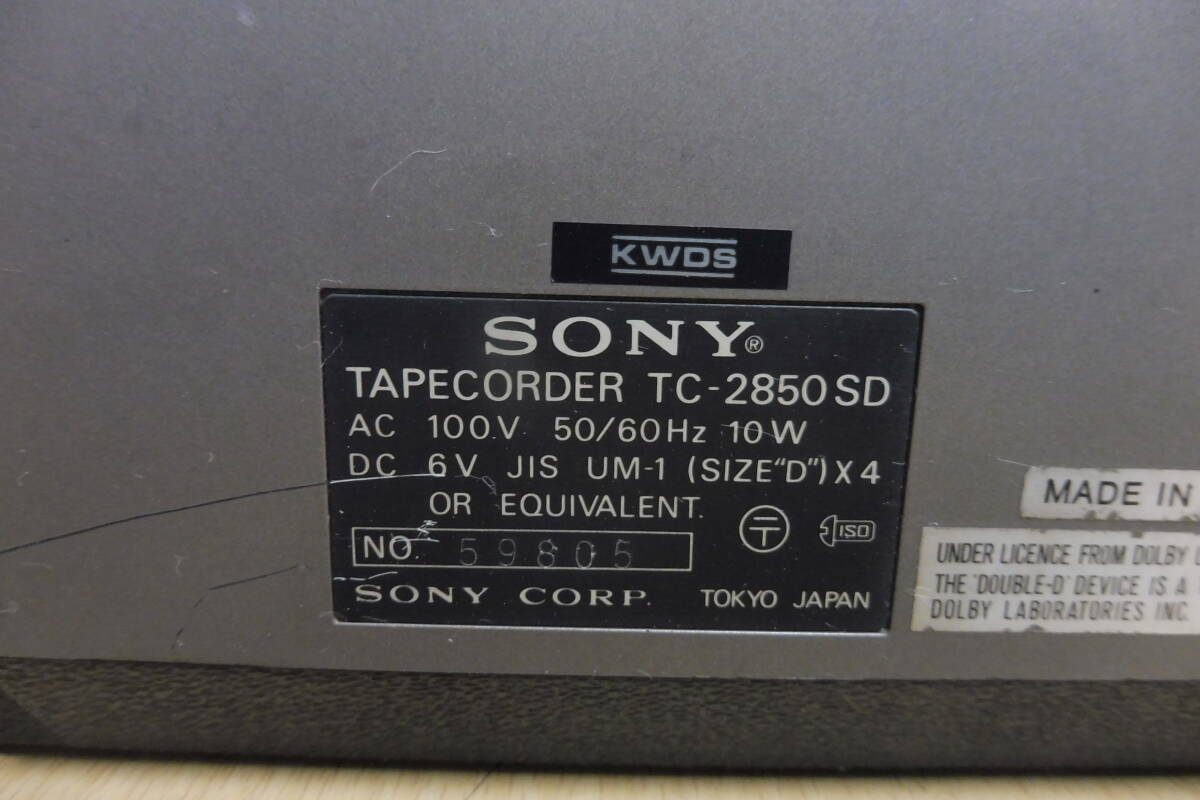 KWDS
SONY®
TAPECORDER TC-2850SD
AC 100V 50/60Hz 10W
DC 6V JIS UM-1 (SIZE"D")X4
OR EQUIVALENT.
〒 ISO
NO. 59805
SONY CORP. TOKYO JAPAN
MADE IN
UNDER LICENCE FROM DOLBY
THE 'DOUBLE-D' DEVICE IS A
DOLBY LABORATORIES INC.